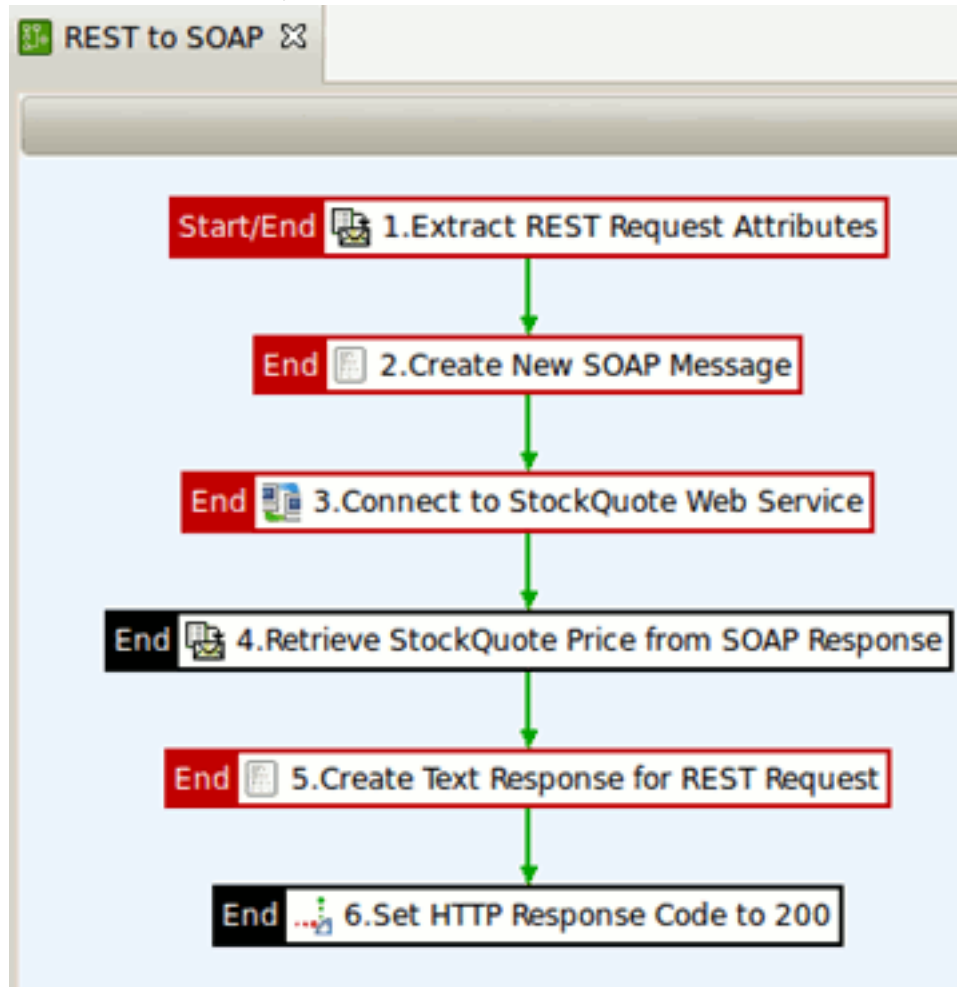 REST to SOAP
Start/End 1.Extract REST Request Attributes
End 2.Create New SOAP Message
End 3.Connect to StockQuote Web Service
End 4.Retrieve StockQuote Price from SOAP Response
End 5.Create Text Response for REST Request
End 6.Set HTTP Response Code to 200